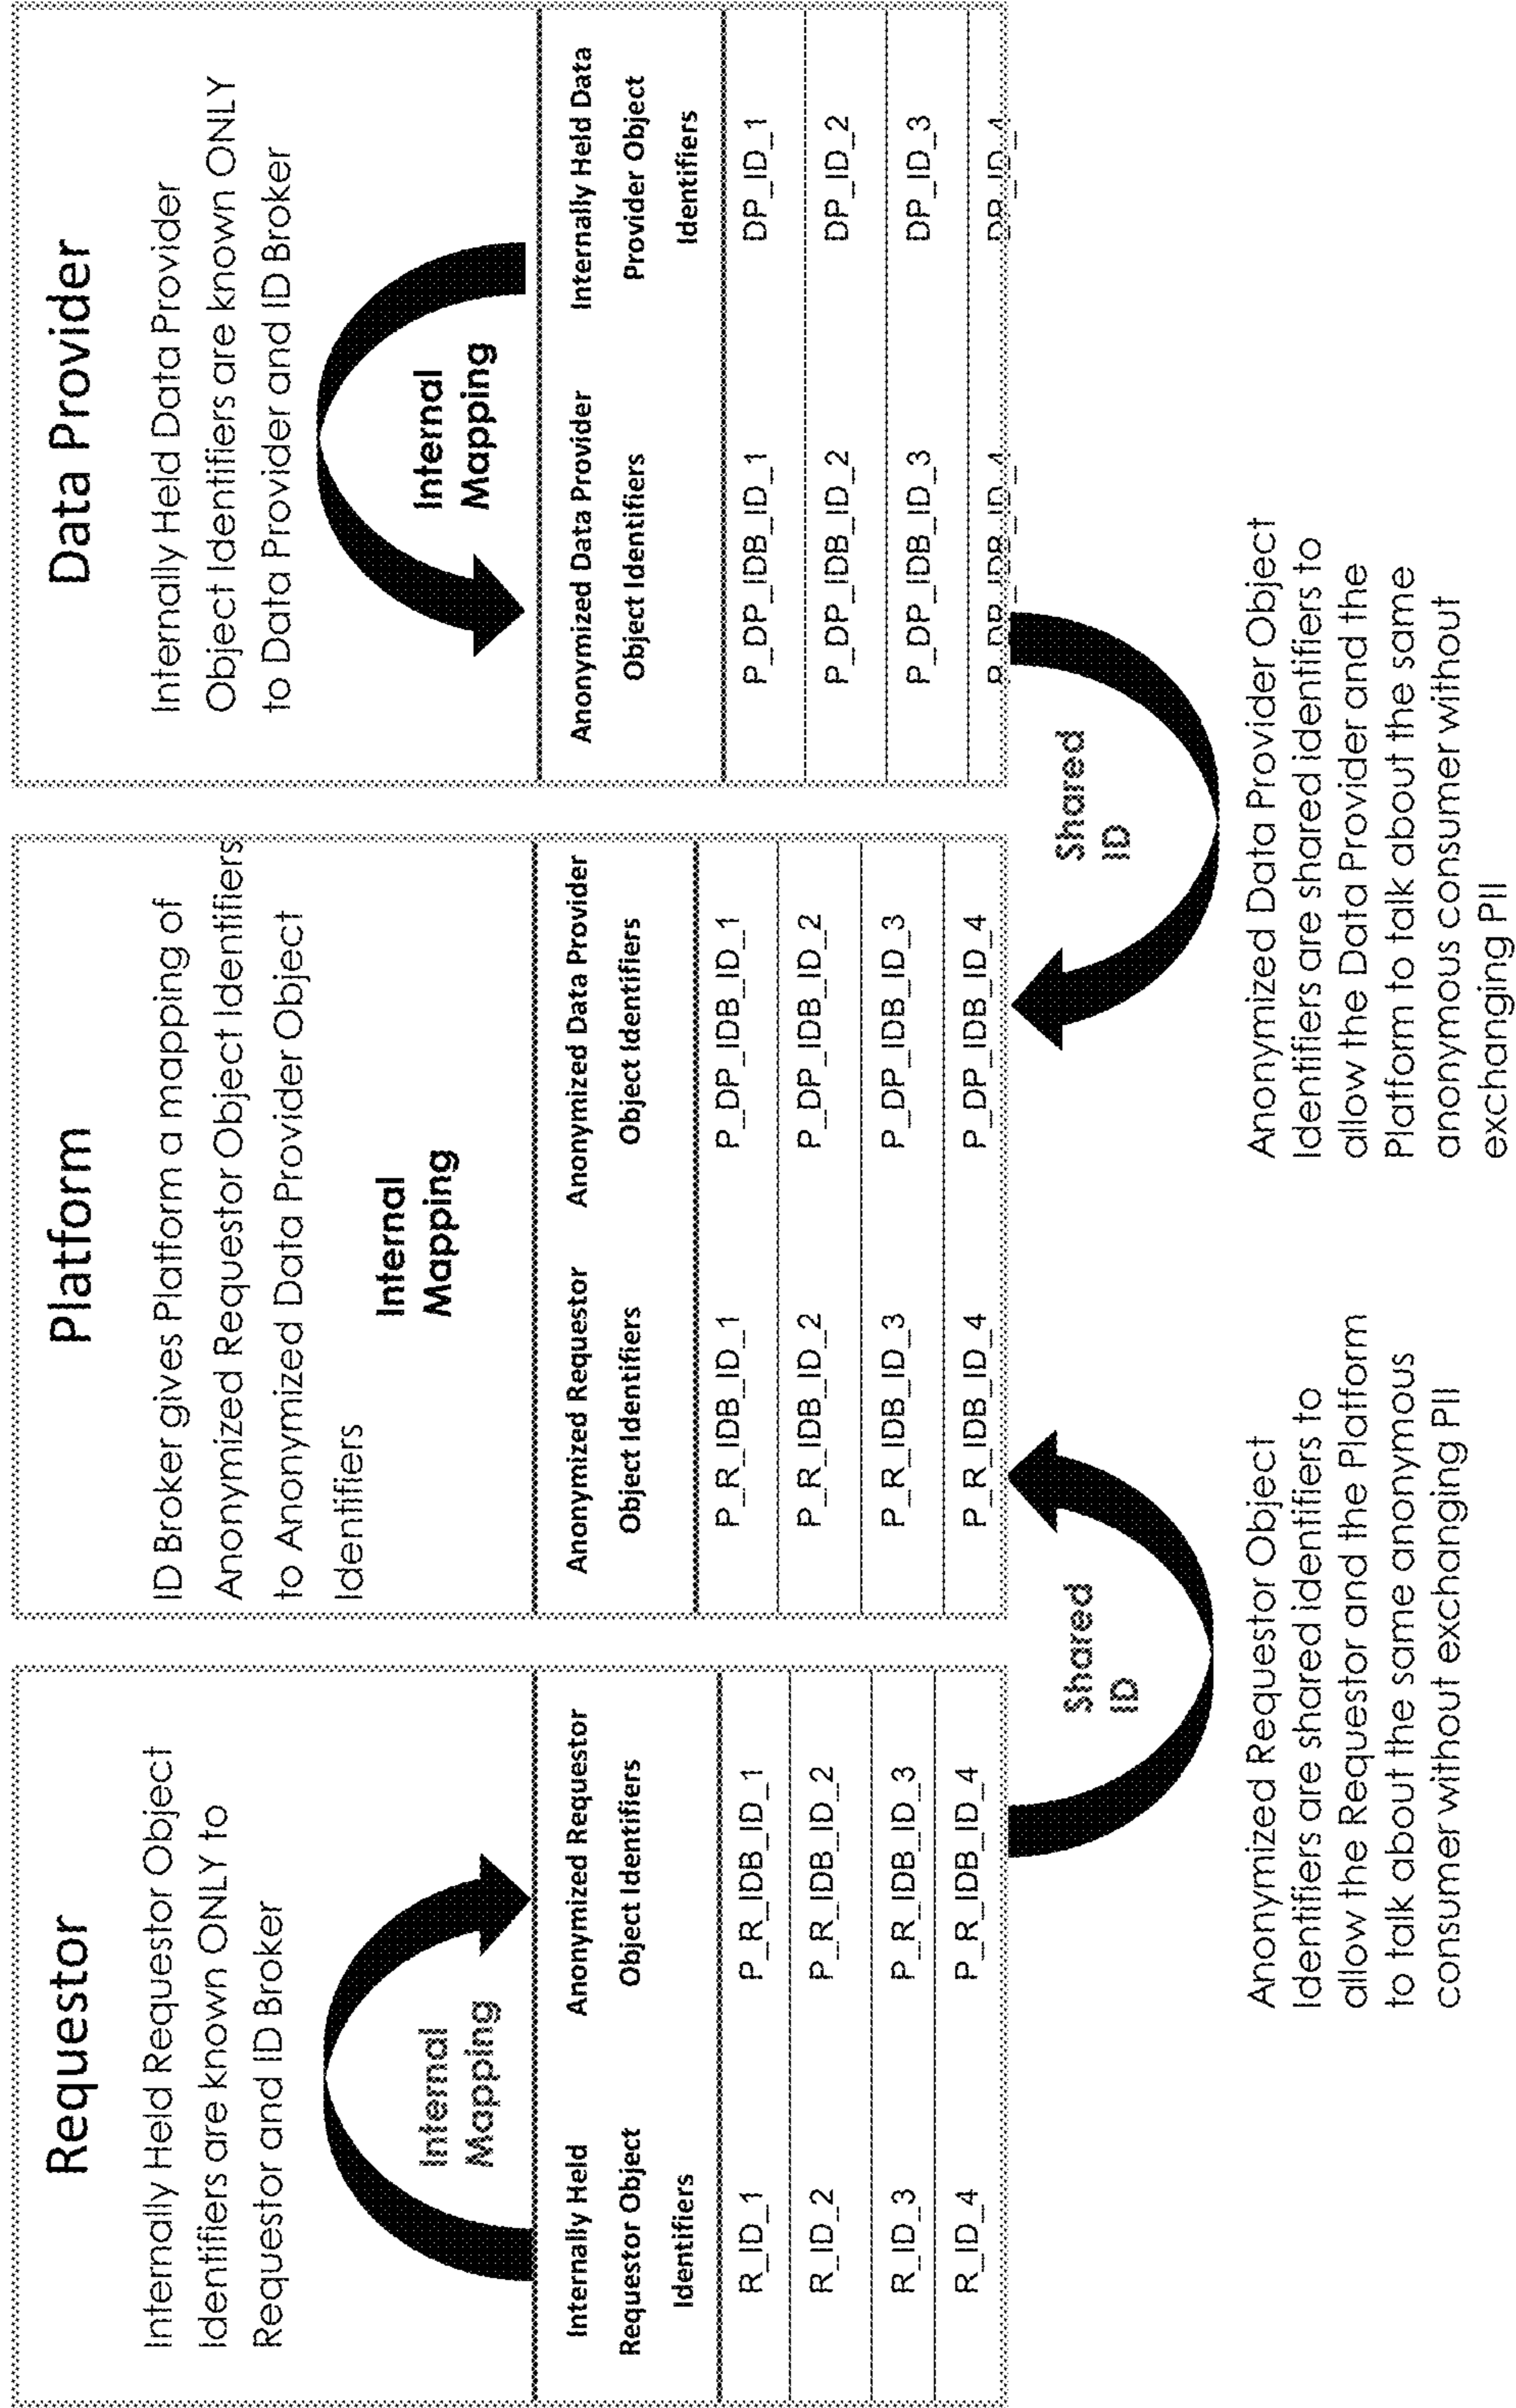 Requestor
Internally Held Requestor Object
Identifiers are known ONLY to
Requestor and ID Broker
Internal
Mapping
Internally Held
Requestor Object
Identifiers
Anonymized Requestor
Object Identifiers
R_ID_1 P_R_IDB_ID_1
R_ID_2 P_R_IDB_ID_2
R_ID_3 P_R_IDB_ID_3
R_ID_4 P_R_IDB_ID_4
Platform
ID Broker gives Platform a mapping of
Anonymized Requestor Object Identifiers
to Anonymized Data Provider Object
Identifiers
Internal
Mapping
Anonymized Requestor
Object Identifiers
Anonymized Data Provider
Object Identifiers
P_R_IDB_ID_1 P_DP_IDB_ID_1
P_R_IDB_ID_2 P_DP_IDB_ID_2
P_R_IDB_ID_3 P_DP_IDB_ID_3
P_R_IDB_ID_4 P_DP_IDB_ID_4
Data Provider
Internally Held Data Provider
Object Identifiers are known ONLY
to Data Provider and ID Broker
Internal
Mapping
Anonymized Data Provider
Object Identifiers
Internally Held Data
Provider Object
Identifiers
P_DP_IDB_ID_1 DP_ID_1
P_DP_IDB_ID_2 DP_ID_2
P_DP_IDB_ID_3 DP_ID_3
P_DP_IDB_ID_4 DP_ID_4
Shared
ID
Anonymized Requestor Object
Identifiers are shared identifiers to
allow the Requestor and the Platform
to talk about the same anonymous
consumer without exchanging PII
Shared
ID
Anonymized Data Provider Object
Identifiers are shared identifiers to
allow the Data Provider and the
Platform to talk about the same
anonymous consumer without
exchanging PII